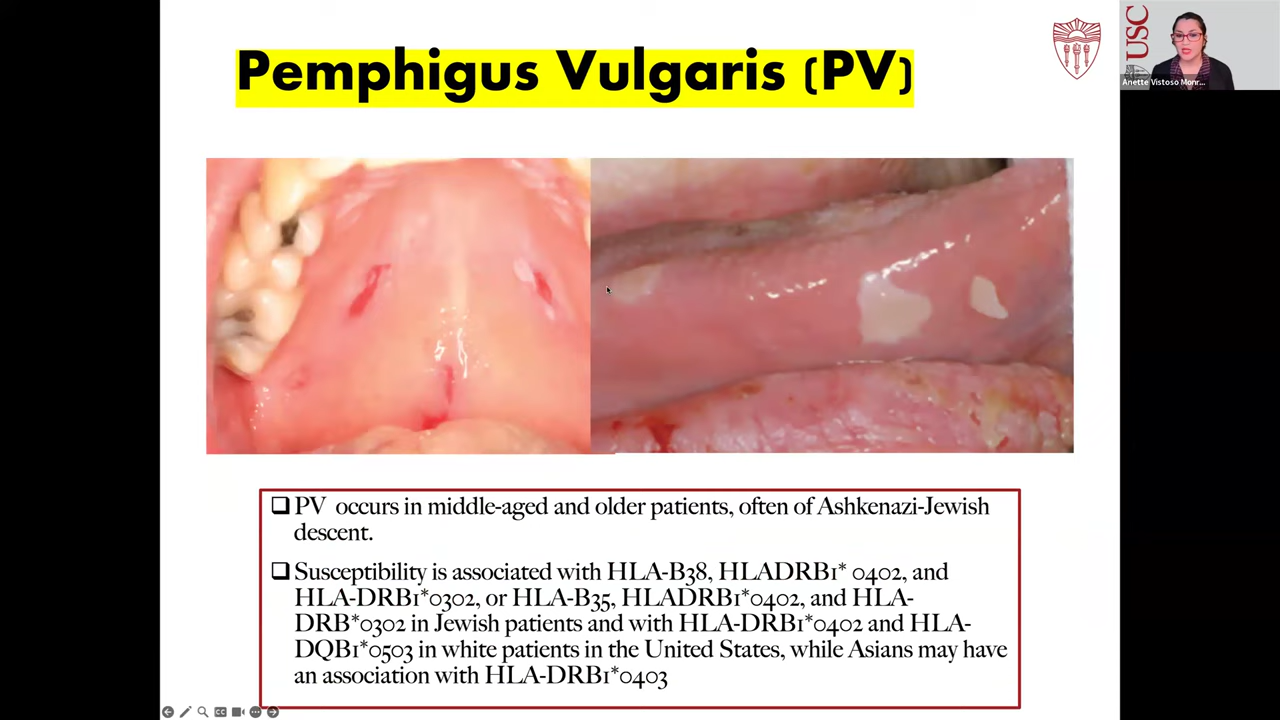 Pemphigus Vulgaris (PV)
USC
Anette Vistoso Monr...
PV occurs in middle-aged and older patients, often of Ashkenazi-Jewish
descent.
Susceptibility is associated with HLA-B38, HLADRB1* 0402, and
HLA-DRB1*0302, or HLA-B35, HLADRB1*0402, and HLA-
DRB*0302 in Jewish patients and with HLA-DRB1*0402 and HLA-
DQB1*0503 in white patients in the United States, while Asians may have
an association with HLA-DRB1*0403